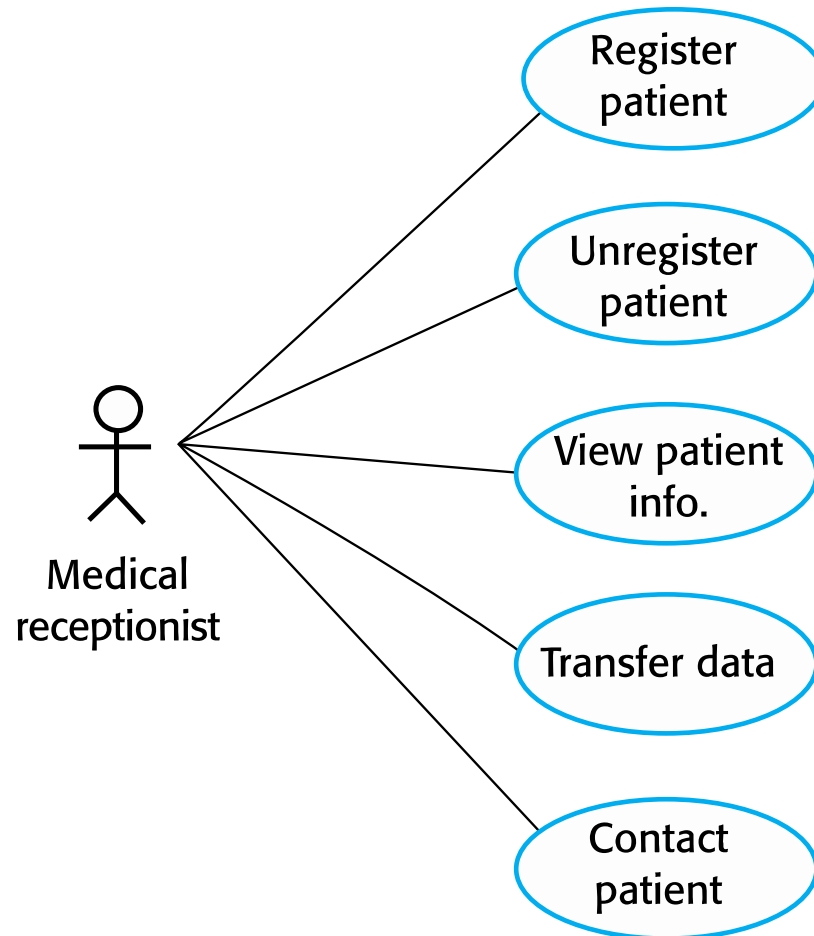 Register
patient
Unregister
patient
View patient
info.
Medical
receptionist
Transfer data
Contact
patient